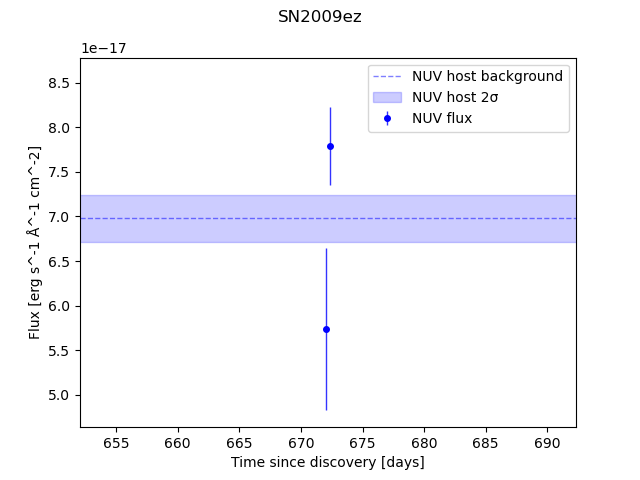 SN2009ez
1e−17
NUV host background
NUV host 2σ
NUV flux
8.5
8.0
7.5
7.0
6.5
6.0
5.5
5.0
Flux [erg s^-1 Å^-1 cm^-2]
655 660 665 670 675 680 685 690
Time since discovery [days]